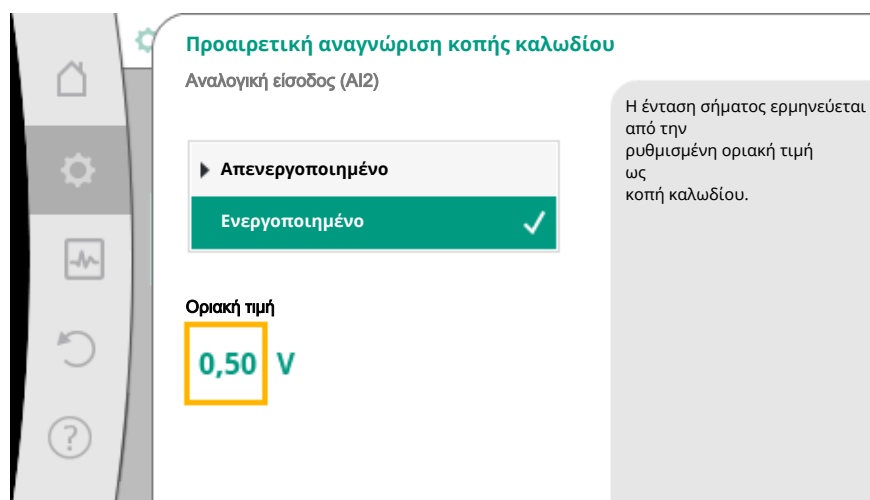 Προαιρετική αναγνώριση κοπής καλωδίου
Αναλογική είσοδος (AI2)
Απενεργοποιημένο
Ενεργοποιημένο
Οριακή τιμή
0,50 V
Η ένταση σήματος ερμηνεύεται
από την
ρυθμισμένη οριακή τιμή
ως
κοπή καλωδίου.
?